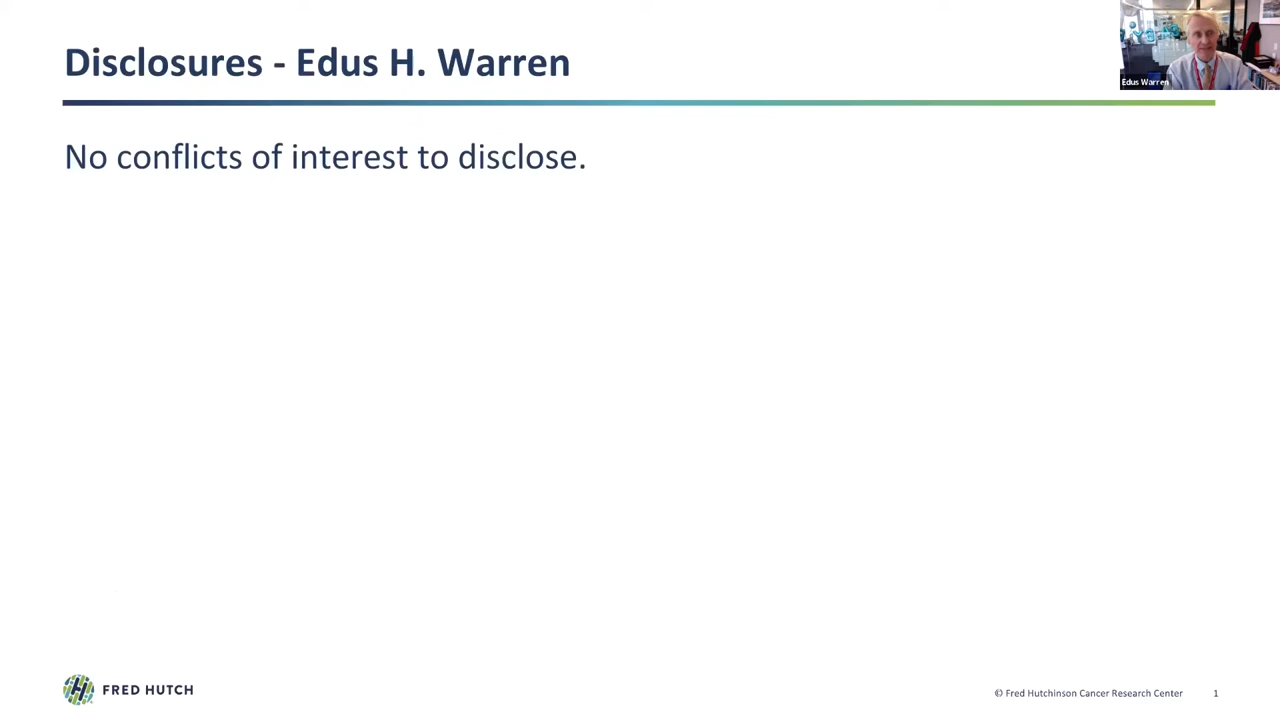 Disclosures - Edus H. Warren
Edus Warren
No conflicts of interest to disclose.
FRED HUTCH
© Fred Hutchinson Cancer Research Center 1